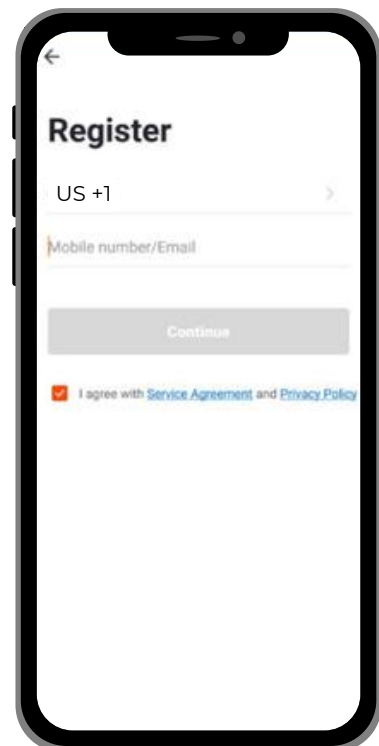 Register
US +1
Mobile number/Email
Continue
I agree with Service Agreement and Privacy Policy